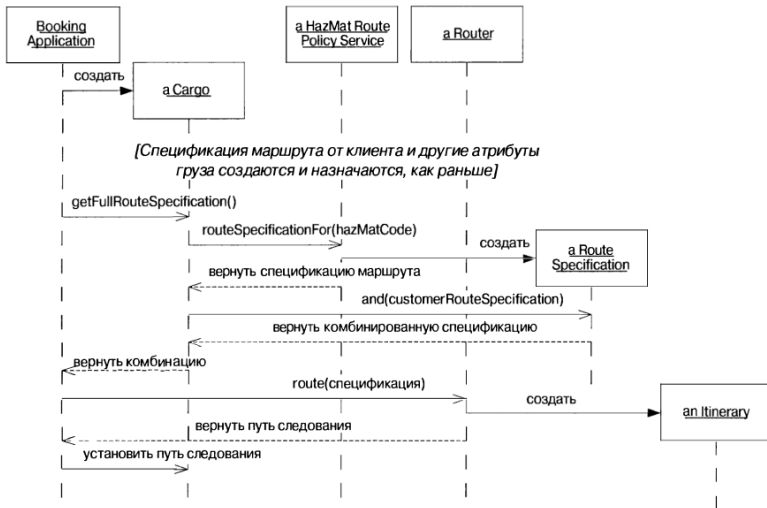 Booking
Application
a HazMat Route
Policy Service
a Router
создать
a Cargo
[Спецификация маршрута от клиента и другие атрибуты
груза создаются и назначаются, как раньше]
getFullRouteSpecification()
routeSpecificationFor(hazMatCode)
создать
a Route
Specification
вернуть спецификацию маршрута
and(customerRouteSpecification)
вернуть комбинированную спецификацию
вернуть комбинацию
route(спецификация)
создать
an Itinerary
вернуть путь следования
установить путь следования